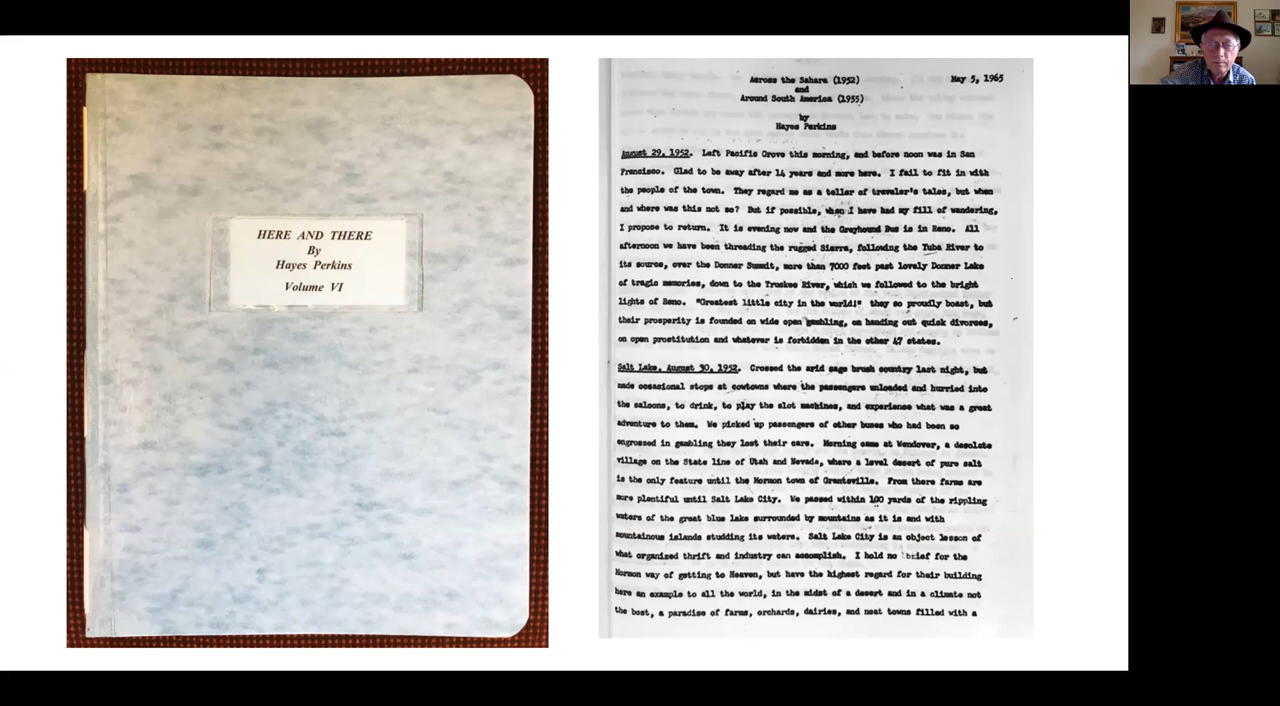 HERE AND THERE
By
Hayes Perkins
Volume VI
Across the Sahara (1952)
May 5, 1965
and
Around South America (1955)
by
Hayes Perkins
August 29, 1952. Left Pacific Grove this morning, and before noon was in San
Francisco. Glad to be away after 14 years and more here. I fail to fit in with
the people of the town. They regard me as a teller of traveler's tales, but when
and where was this not so? But if possible, when I have had my fill of wandering,
I propose to return. It is evening now and the Greyhound Bus is in Reno. All
afternoon we have been threading the rugged Sierra, following the Yuba River to
its source, over the Donner Summit, more than 7000 feet past lovely Donner Lake
of tragic memories, down to the Truckee River, which we followed to the bright
lights of Reno. "Greatest little city in the world!" they so proudly boast, but
their prosperity is founded on wide open gambling, on handing out quick divorces,
on open prostitution and whatever is forbidden in the other 47 states.
Salt Lake, August 30, 1952. Crossed the arid sage brush country last night, but
made occasional stops at cowtowns where the passengers unloaded and hurried into
the saloons, to drink, to play the slot machines, and experience what was a great
adventure to them. We picked up passengers of other buses who had been so
engrossed in gambling they lost their cars. Morning came at Wendover, a desolate
village on the State line of Utah and Nevada, where a level desert of pure salt
is the only feature until the Mormon town of Grantsville. From there farms are
more plentiful until Salt Lake City. We passed within 100 yards of the rippling
waters of the great blue lake surrounded by mountains as it is and with
mountainous islands studding its waters. Salt Lake City is an object lesson of
what organized thrift and industry can accomplish. I hold no brief for the
Mormon way of getting to Heaven, but have the highest regard for their building
here an example to all the world, in the midst of a desert and in a climate not
the best, a paradise of farms, orchards, dairies, and neat towns filled with a